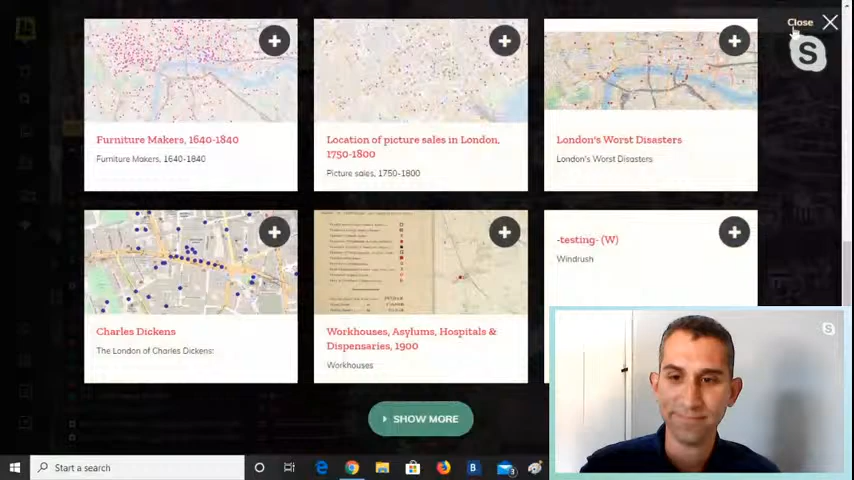 Close
Furniture Makers, 1640-1840
Furniture Makers, 1640-1840
Location of picture sales in London,
1750-1800
Picture sales, 1750-1800
London's Worst Disasters
London's Worst Disasters
Charles Dickens
The London of Charles Dickens:
Workhouses, Asylums, Hospitals &
Dispensaries, 1900
Workhouses
-testing- (W)
Windrush
SHOW MORE
Start a search